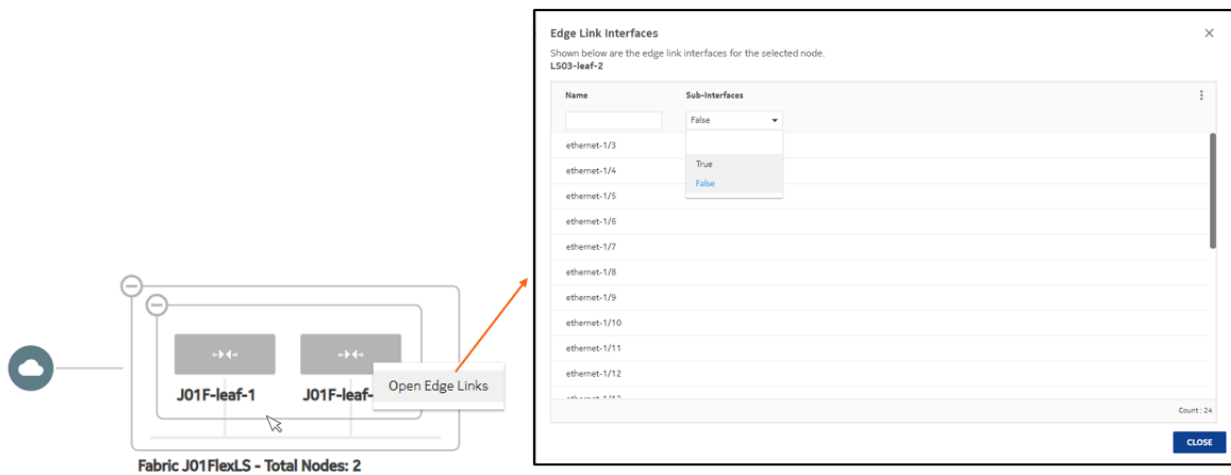 Edge Link Interfaces
Shown below are the edge link interfaces for the selected node.
LS03-leaf-2
Name Sub-Interfaces
False
ethernet-1/3
True
ethernet-1/4
False
ethernet-1/5
ethernet-1/6
ethernet-1/7
ethernet-1/8
ethernet-1/9
ethernet-1/10
ethernet-1/11
ethernet-1/12
Count : 24
CLOSE
J01F-leaf-1 J01F-leaf-
Open Edge Links
Fabric J01FlexLS - Total Nodes: 2